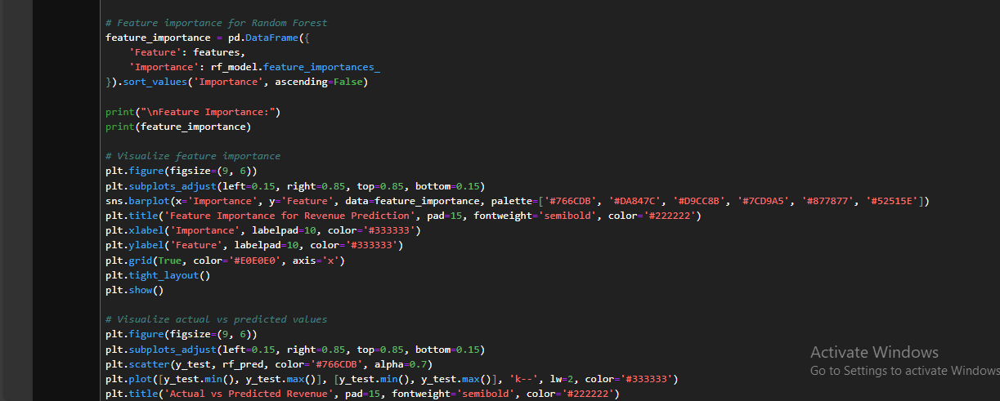 # Feature importance for Random Forest
feature_importance = pd.DataFrame({
    'Feature': features,
    'Importance': rf_model.feature_importances_
}).sort_values('Importance', ascending=False)

print("\nFeature Importance:")
print(feature_importance)

# Visualize feature importance
plt.figure(figsize=(9, 6))
plt.subplots_adjust(left=0.15, right=0.85, top=0.85, bottom=0.15)
sns.barplot(x='Importance', y='Feature', data=feature_importance, palette=['#766CDB', '#DA847C', '#D9CC8B', '#7CD9A5', '#877877', '#52515E'])
plt.title('Feature Importance for Revenue Prediction', pad=15, fontweight='semibold', color='#222222')
plt.xlabel('Importance', labelpad=10, color='#333333')
plt.ylabel('Feature', labelpad=10, color='#333333')
plt.grid(True, color='#E0E0E0', axis='x')
plt.tight_layout()
plt.show()

# Visualize actual vs predicted values
plt.figure(figsize=(9, 6))
plt.subplots_adjust(left=0.15, right=0.85, top=0.85, bottom=0.15)
plt.scatter(y_test, rf_pred, color='#766CDB', alpha=0.7)
plt.plot([y_test.min(), y_test.max()], [y_test.min(), y_test.max()], 'k--', lw=2, color='#333333')
plt.title('Actual vs Predicted Revenue', pad=15, fontweight='semibold', color='#222222')
Activate Windows
Go to Settings to activate Windows